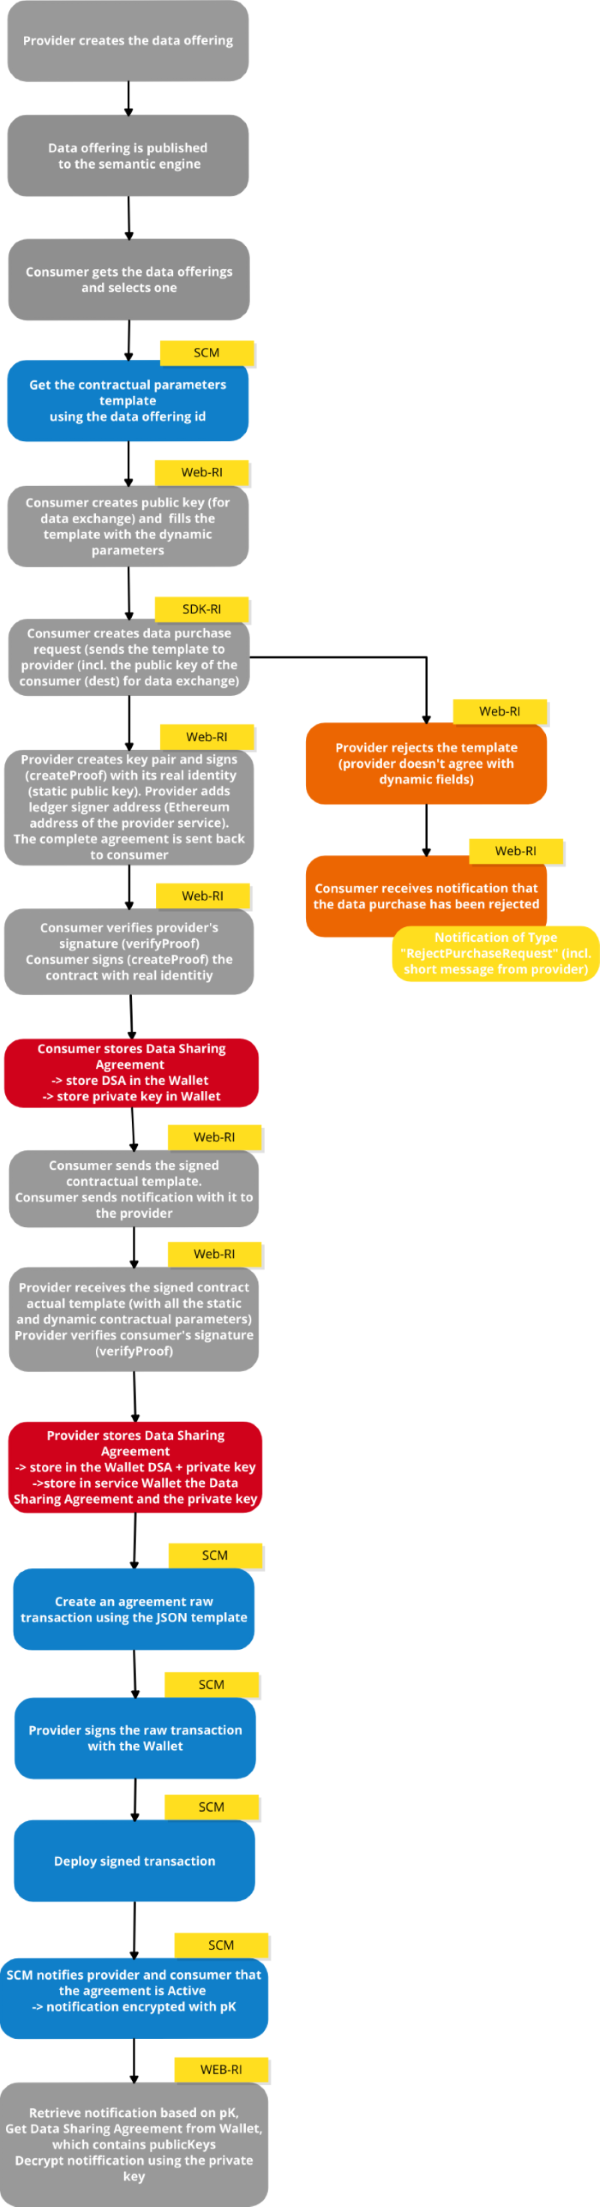 Provider creates the data offering
Data offering is published
to the semantic engine
Consumer gets the data offerings
and selects one
SCM
Get the contractual parameters
template
using the data offering id
Web-RI
Consumer creates public key (for
data exchange) and fills the
template with the dynamic
parameters
SDK-RI
Consumer creates data purchase
request (sends the template to
provider (incl. the public key of the
consumer (dest) for data exchange)
Web-RI
Provider rejects the template
(provider doesn't agree with
dynamic fields)
Web-RI
Consumer receives notification that
the data purchase has been rejected
Notification of Type
"RejectPurchaseRequest" (incl.
short message from provider)
Web-RI
Provider creates key pair and signs
(createProof) with its real identity
(static public key). Provider adds
ledger signer address (Ethereum
address of the provider service).
The complete agreement is sent back
to consumer
Web-RI
Consumer verifies provider's
signature (verifyProof)
Consumer signs (createProof) the
contract with real identitiy
Consumer stores Data Sharing
Agreement
-> store DSA in the Wallet
-> store private key in Wallet
Web-RI
Consumer sends the signed
contractual template.
Consumer sends notification with it to
the provider
Web-RI
Provider receives the signed contract
actual template (with all the static
and dynamic contractual parameters)
Provider verifies consumer's signature
(verifyProof)
Provider stores Data Sharing
Agreement
-> store in the Wallet DSA + private key
->store in service Wallet the Data
Sharing Agreement and the private key
SCM
Create an agreement raw
transaction using the JSON template
SCM
Provider signs the raw transaction
with the Wallet
SCM
Deploy signed transaction
SCM
SCM notifies provider and consumer that
the agreement is Active
-> notification encrypted with pK
WEB-RI
Retrieve notification based on pK,
Get Data Sharing Agreement from Wallet,
which contains publicKeys
Decrypt notiffication using the private
key